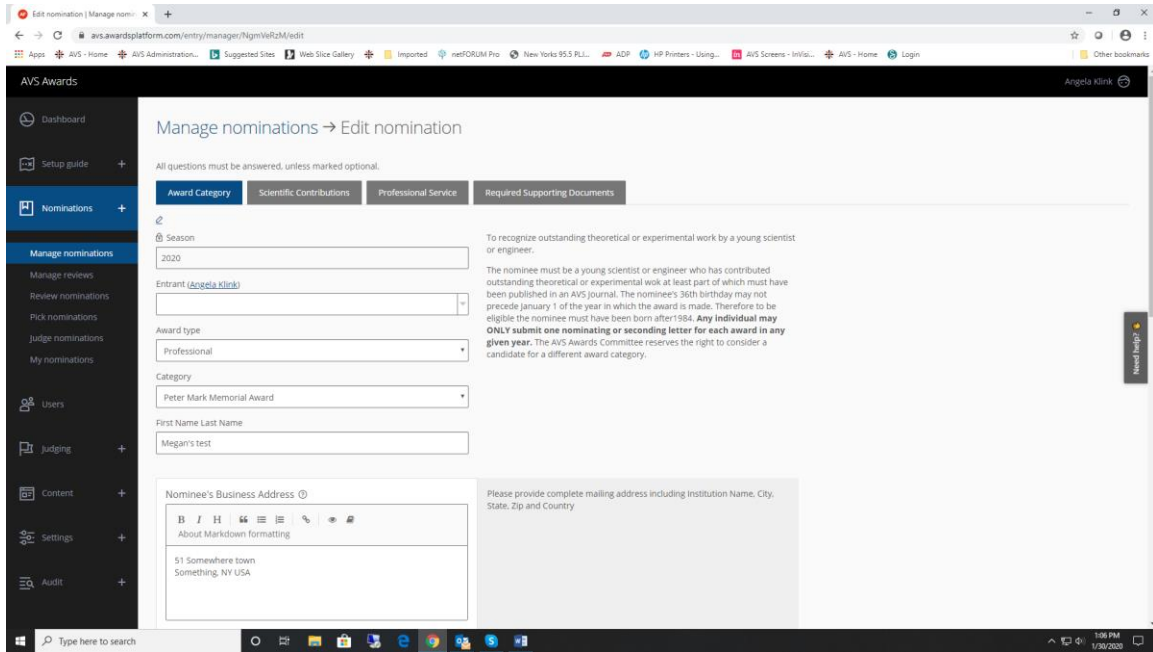 Edit nomination | Manage nomin
avs.awardsplatform.com/entry/manager/NgmVeRzM/edit
Apps AVS - Home AVS Administration... Suggested Sites Web Slice Gallery Imported netFORUM Pro New Yorks 95.5 PLJ... ADP HP Printers - Using... AVS Screens - InVisi... AVS - Home Login Other bookmarks
AVS Awards
Angela Klink
Dashboard
Setup guide +
Nominations +
Manage nominations
Manage reviews
Review nominations
Pick nominations
Judge nominations
My nominations
Users
Judging +
Content +
Settings +
Audit +
Manage nominations → Edit nomination
All questions must be answered, unless marked optional.
Award Category Scientific Contributions Professional Service Required Supporting Documents
Season
2020
Entrant (Angela Klink)
Award type
Professional
Category
Peter Mark Memorial Award
First Name Last Name
Megan's test
To recognize outstanding theoretical or experimental work by a young scientist
or engineer.
The nominee must be a young scientist or engineer who has contributed
outstanding theoretical or experimental wok at least part of which must have
been published in an AVS Journal. The nominee's 36th birthday may not
precede January 1 of the year in which the award is made. Therefore to be
eligible the nominee must have been born after1984. Any individual may
ONLY submit one nominating or seconding letter for each award in any
given year. The AVS Awards Committee reserves the right to consider a
candidate for a different award category.
Nominee's Business Address
B I H
About Markdown formatting
51 Somewhere town
Something, NY USA
Please provide complete mailing address including Institution Name, City,
State, Zip and Country
Need help?
Type here to search
1:06 PM
1/30/2020